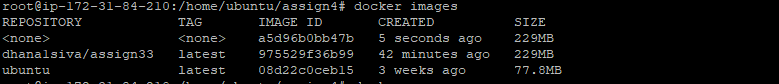 root@ip-172-31-84-210:/home/ubuntu/assign4# docker images
REPOSITORY TAG IMAGE ID CREATED SIZE
<none> <none> a5d96b0bb47b 5 seconds ago 229MB
dhanalsiva/assign33 latest 975529f36b99 42 minutes ago 229MB
ubuntu latest 08d22c0ceb15 3 weeks ago 77.8MB